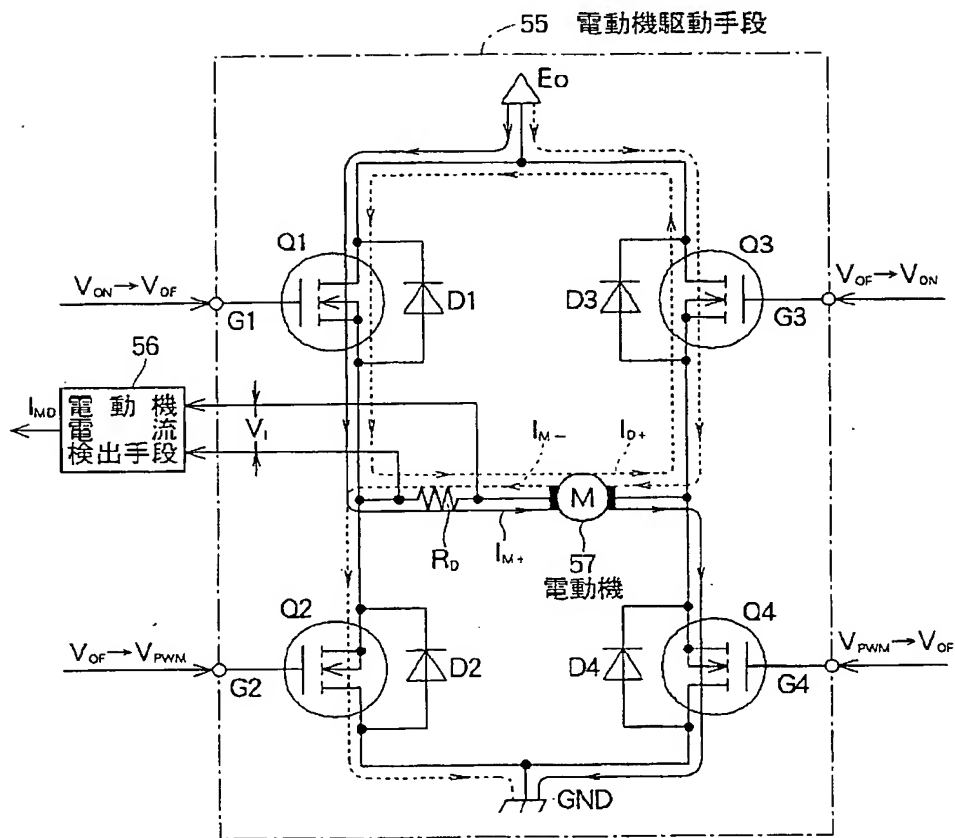 55 電動機駆動手段
Eo
Q1
Q3
VON→VOF
D1
D3
VOF→VON
G1
G3
56
IMD
電動機
電流
検出手段
VI
IM-
ID+
M
RD
IM+
57
電動機
Q2
Q4
VOF→VPWM
D2
D4
VPWM→VOF
G2
G4
GND